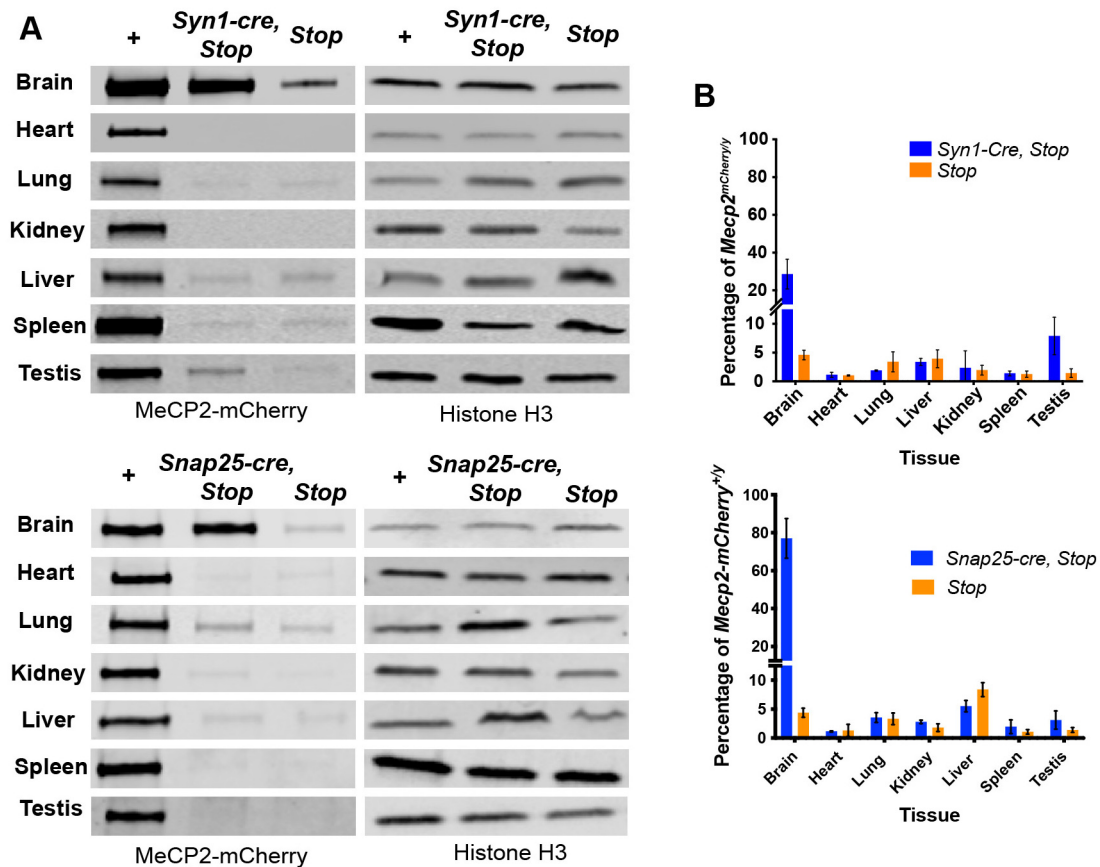 A
+ Syn1-cre, Stop Stop + Syn1-cre, Stop Stop
Brain
Heart
Lung
Kidney
Liver
Spleen
Testis
MeCP2-mCherry Histone H3
+ Snap25-cre, Stop Stop + Snap25-cre, Stop Stop
Brain
Heart
Lung
Kidney
Liver
Spleen
Testis
MeCP2-mCherry Histone H3
B
Percentage of Mecp2mCherry/y
100
80
60
40
20
10
5
0
Syn1-Cre, Stop
Stop
Brain Heart Lung Liver Kidney Spleen Testis
Tissue
Percentage of Mecp2-mCherry+/y
100
80
60
40
20
10
5
0
Snap25-cre, Stop
Stop
Brain Heart Lung Kidney Liver Spleen Testis
Tissue